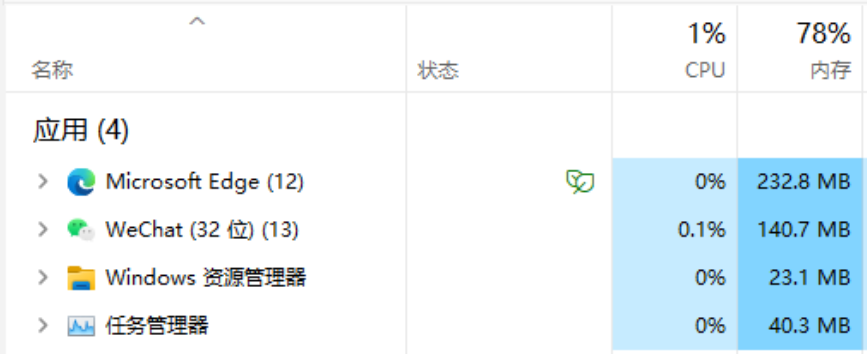 1% 78%
名称 状态 CPU 内存
应用 (4)
Microsoft Edge (12) 0% 232.8 MB
WeChat (32 位) (13) 0.1% 140.7 MB
Windows 资源管理器 0% 23.1 MB
任务管理器 0% 40.3 MB